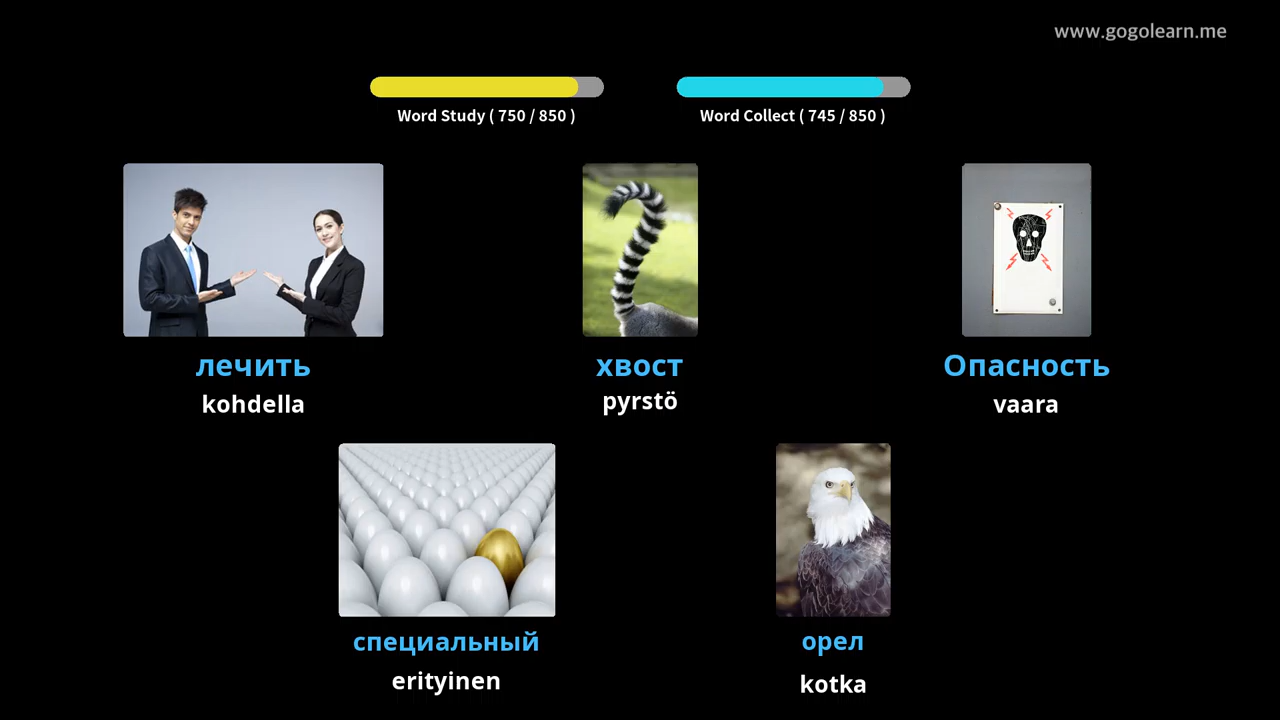 www.gogolearn.me
Word Study ( 750 / 850 )
Word Collect ( 745 / 850 )
лечить
kohdella
хвост
pyrstö
Опасность
vaara
специальный
erityinen
орел
kotka